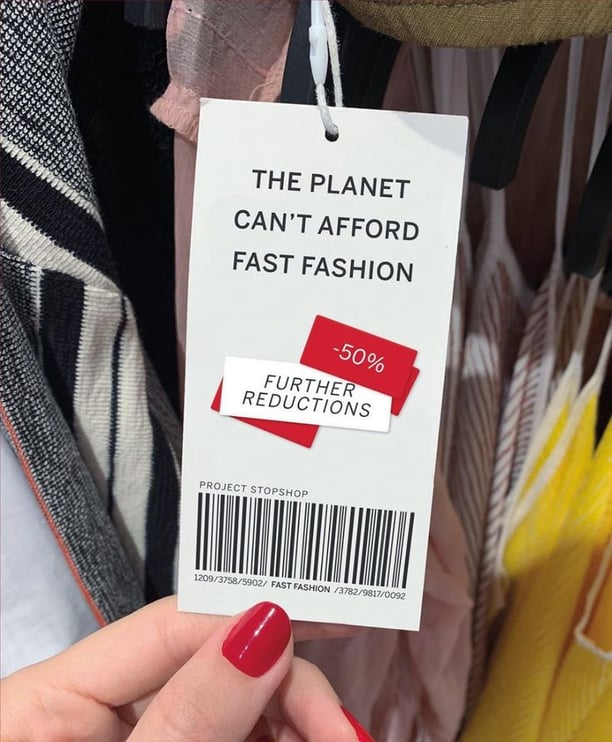 THE PLANET
CAN'T AFFORD
FAST FASHION
-50%
FURTHER
REDUCTIONS
PROJECT STOPSHOP
1209/3758/5902/ FAST FASHION /3782/9817/0092